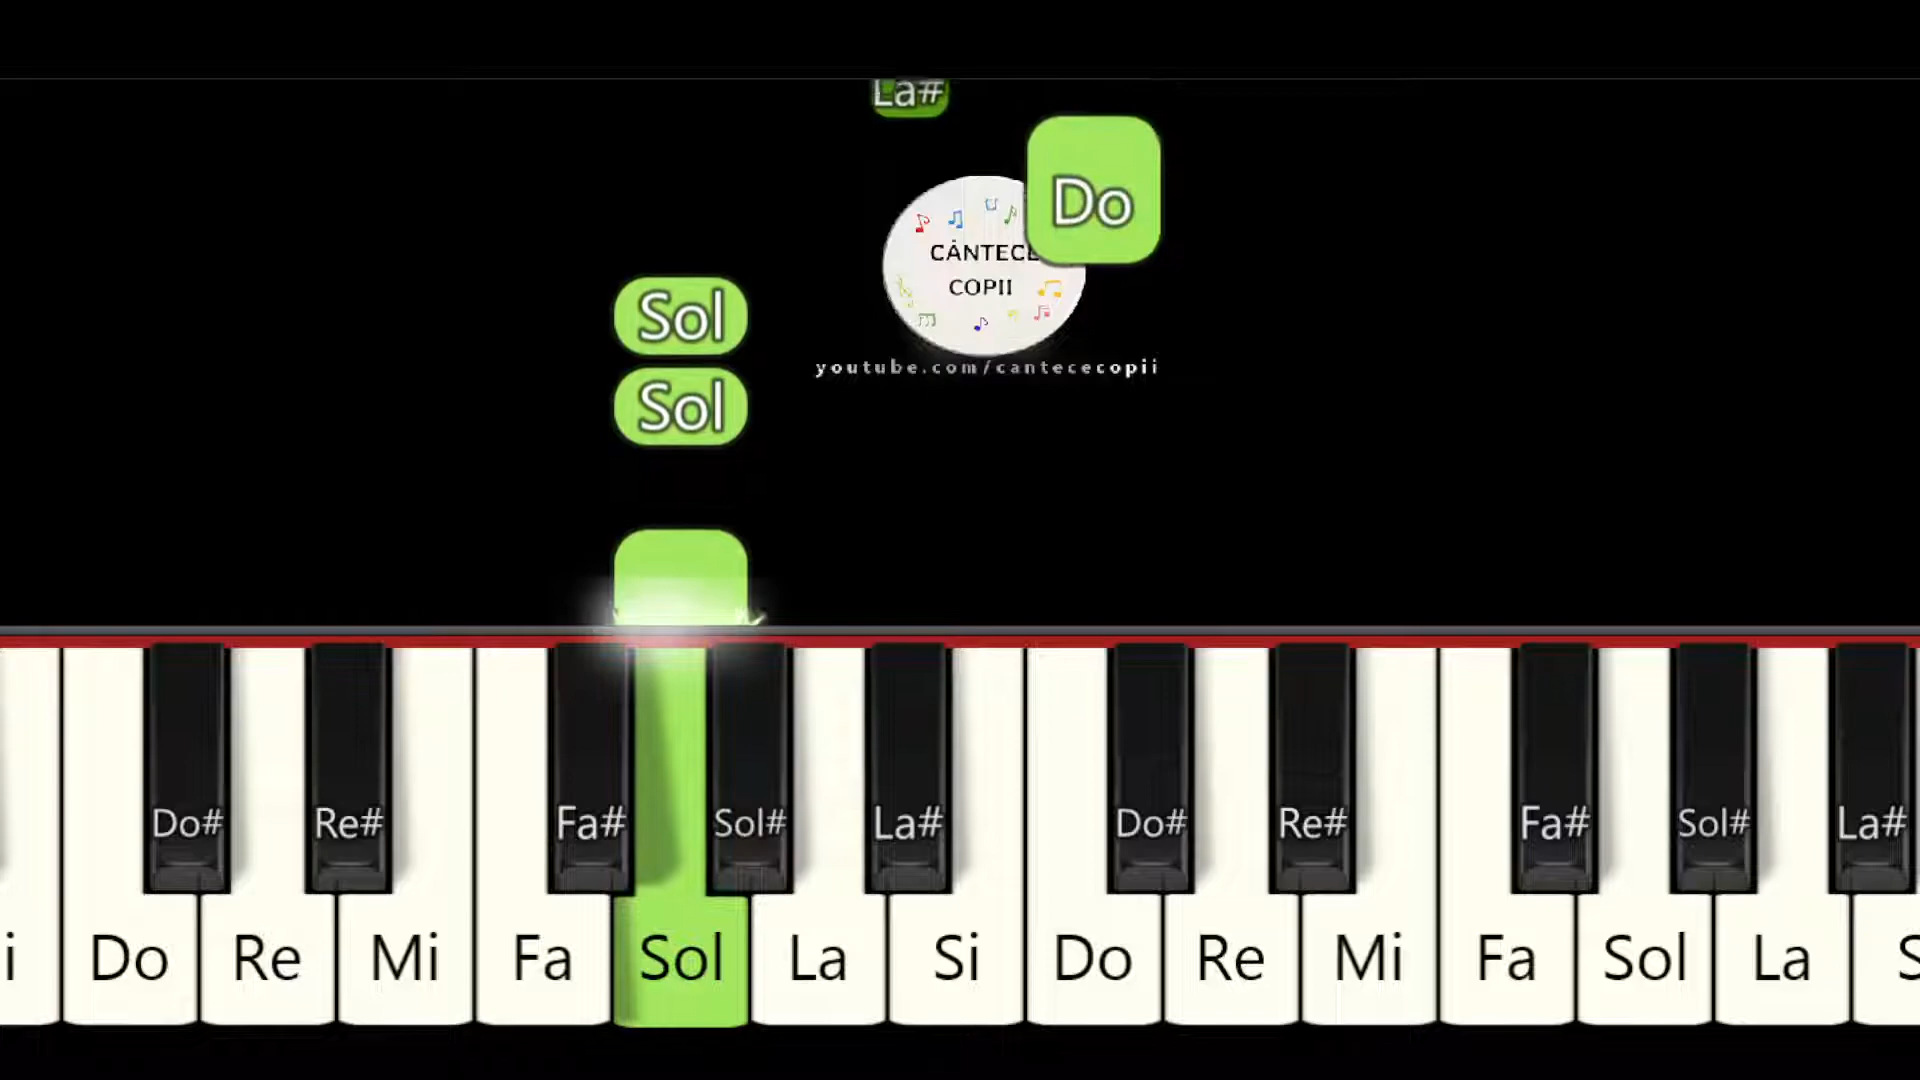 La#
Do
CÂNTECE
COPII
Sol
youtube.com/cantececopii
Sol
Do# Re# Fa# Sol# La# Do# Re# Fa# Sol# La#
i Do Re Mi Fa Sol La Si Do Re Mi Fa Sol La S